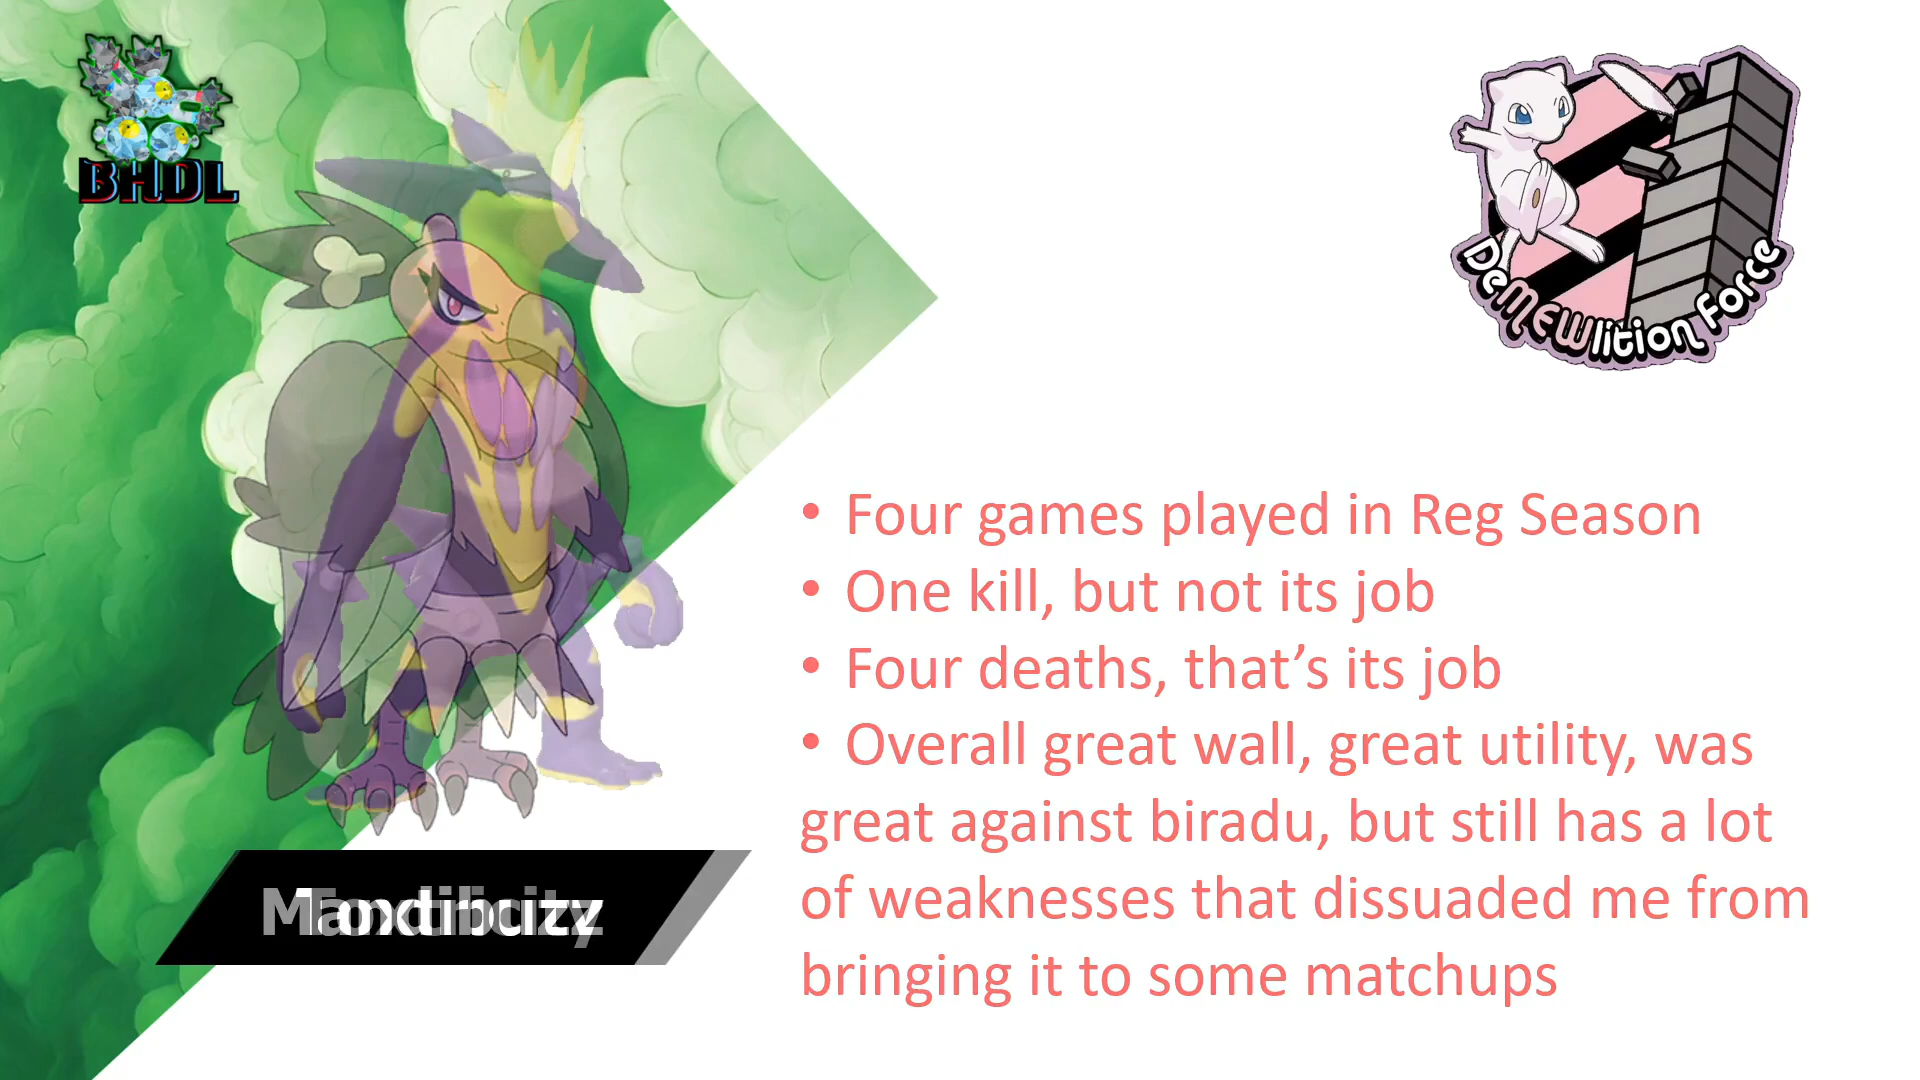 BHDL
DeMEWlition Force
• Four games played in Reg Season
• One kill, but not its job
• Four deaths, that’s its job
• Overall great wall, great utility, was
great against biradu, but still has a lot
of weaknesses that dissuaded me from
bringing it to some matchups